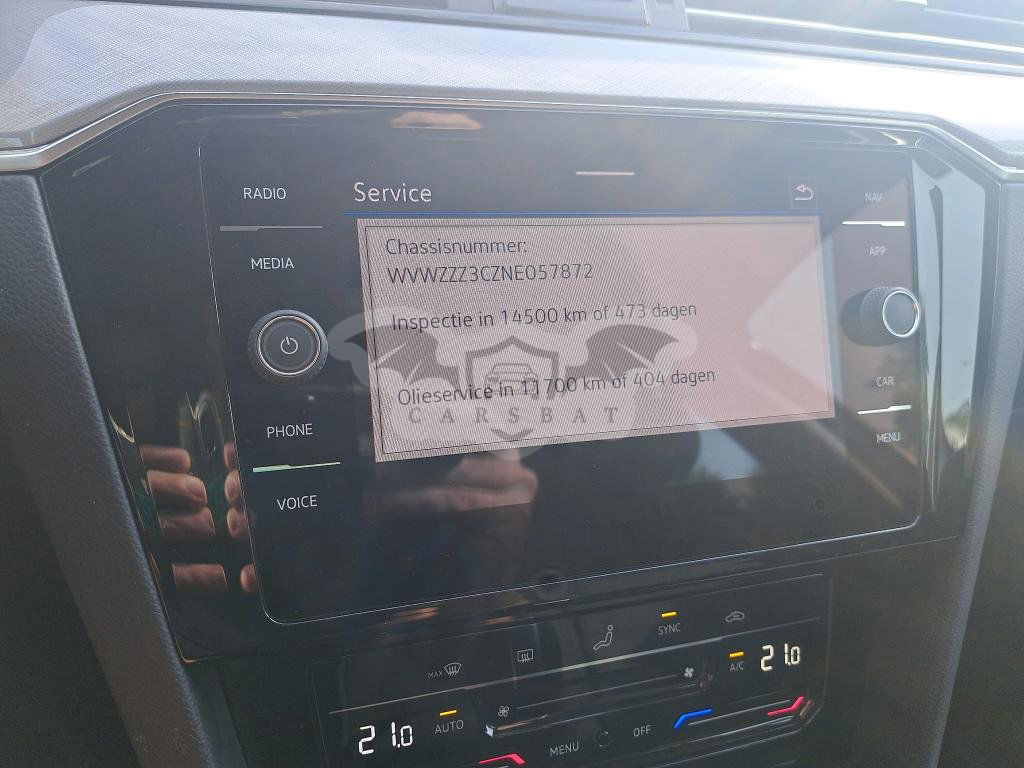 RADIO
Service
NAV
MEDIA
APP
Chassisnummer:
WVWZZZ3CZNE057872
Inspectie in 14500 km of 473 dagen
Olieservice in 11700 km of 404 dagen
CARSBAT
CAR
PHONE
MENU
VOICE
SYNC
MAX
A/C
21.0
21.0
AUTO
MENU
OFF